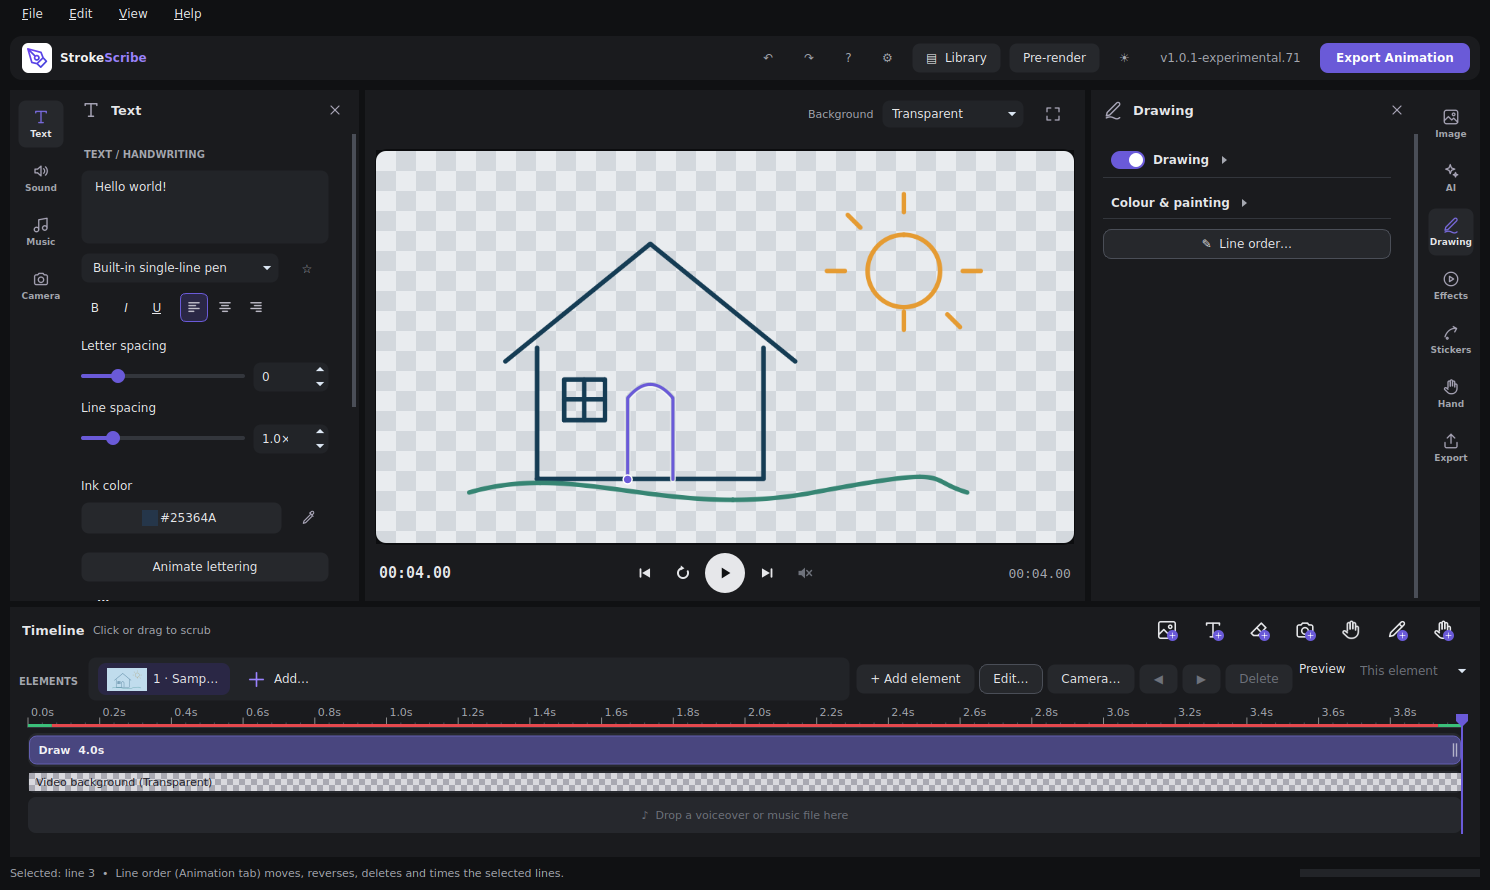 File Edit View Help
StrokeScribe
? Library Pre-render v1.0.1-experimental.71 Export Animation
Text
Sound
Music
Camera
Text
TEXT / HANDWRITING
Hello world!
Built-in single-line pen
B I U
Letter spacing
0
Line spacing
1.0×
Ink color
#25364A
Animate lettering
Background Transparent
00:04.00
00:04.00
Drawing
Drawing
Colour & painting
Line order...
Image
AI
Drawing
Effects
Stickers
Hand
Export
Timeline Click or drag to scrub
ELEMENTS 1 · Samp... Add... + Add element Edit... Camera... Delete Preview This element
0.0s 0.2s 0.4s 0.6s 0.8s 1.0s 1.2s 1.4s 1.6s 1.8s 2.0s 2.2s 2.4s 2.6s 2.8s 3.0s 3.2s 3.4s 3.6s 3.8s
Draw 4.0s
Video background (Transparent)
♪ Drop a voiceover or music file here
Selected: line 3 • Line order (Animation tab) moves, reverses, deletes and times the selected lines.